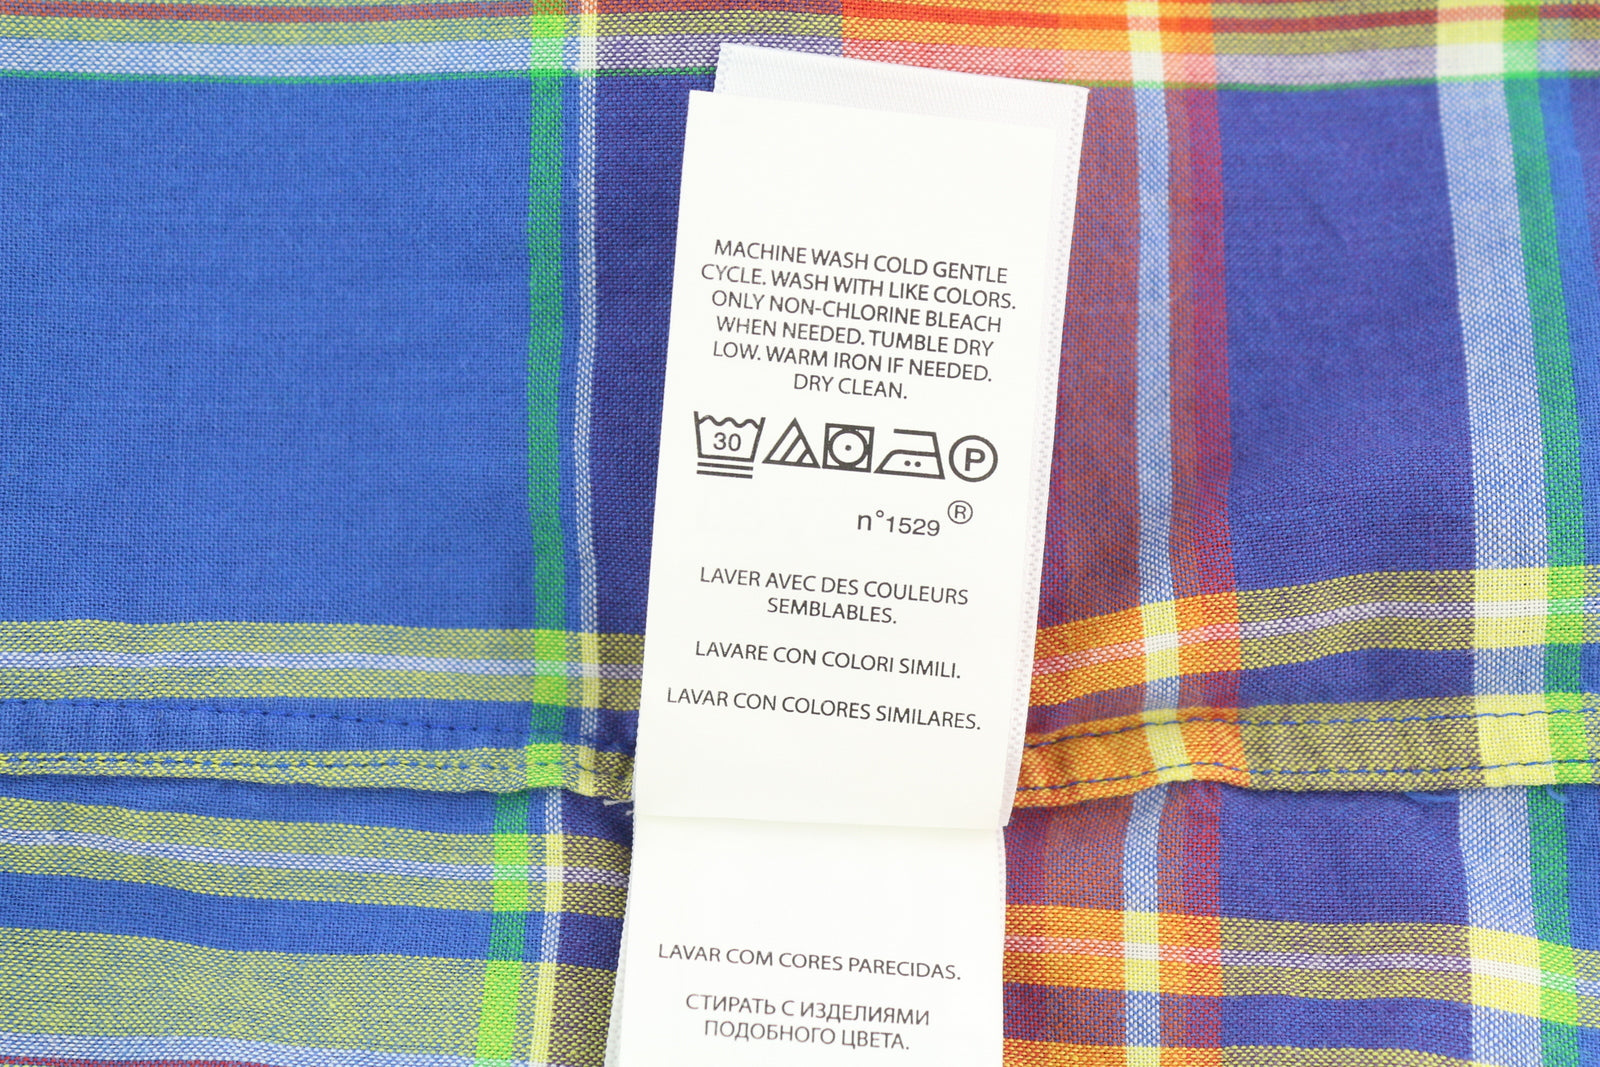 MACHINE WASH COLD GENTLE
CYCLE. WASH WITH LIKE COLORS.
ONLY NON-CHLORINE BLEACH
WHEN NEEDED. TUMBLE DRY
LOW. WARM IRON IF NEEDED.
DRY CLEAN.
30 P
n°1529 ®
LAVER AVEC DES COULEURS
SEMBLABLES.
LAVARE CON COLORI SIMILI.
LAVAR CON COLORES SIMILARES.
LAVAR COM CORES PARECIDAS.
СТИРАТЬ С ИЗДЕЛИЯМИ
ПОДОБНОГО ЦВЕТА.